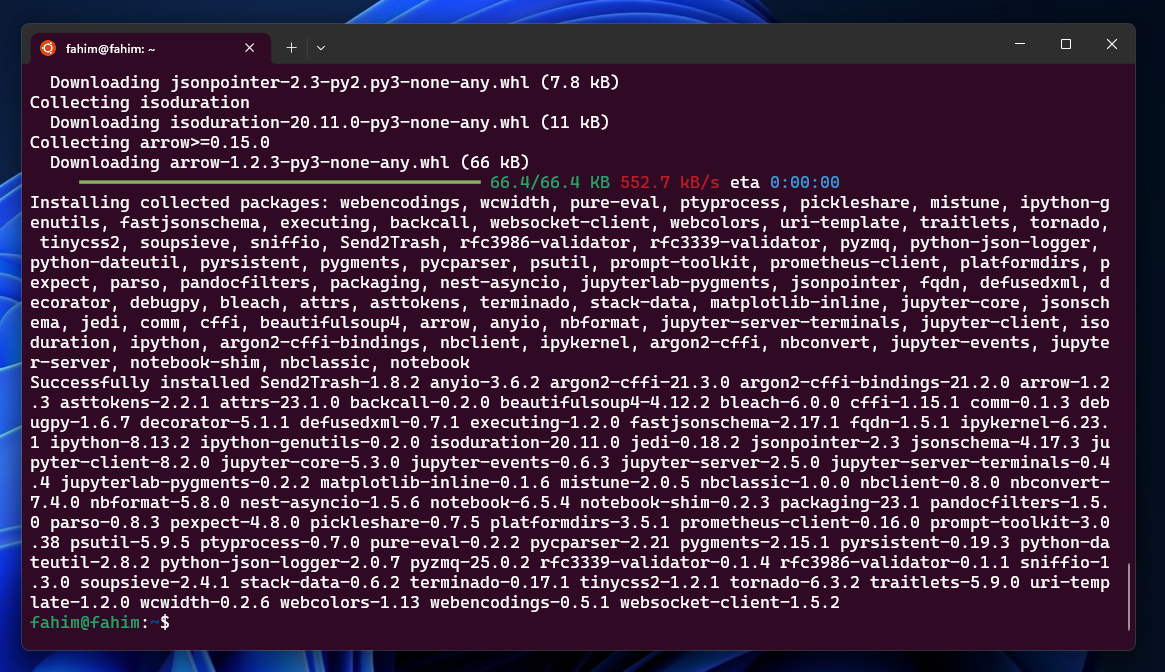 fahim@fahim: ~
  Downloading jsonpointer-2.3-py2.py3-none-any.whl (7.8 kB)
Collecting isoduration
  Downloading isoduration-20.11.0-py3-none-any.whl (11 kB)
Collecting arrow>=0.15.0
  Downloading arrow-1.2.3-py3-none-any.whl (66 kB)
66.4/66.4 KB 552.7 kB/s eta 0:00:00
Installing collected packages: webencodings, wcwidth, pure-eval, ptyprocess, pickleshare, mistune, ipython-g
enutils, fastjsonschema, executing, backcall, websocket-client, webcolors, uri-template, traitlets, tornado,
 tinycss2, soupsieve, sniffio, Send2Trash, rfc3986-validator, rfc3339-validator, pyzmq, python-json-logger,
python-dateutil, pyrsistent, pygments, pycparser, psutil, prompt-toolkit, prometheus-client, platformdirs, p
expect, parso, pandocfilters, packaging, nest-asyncio, jupyterlab-pygments, jsonpointer, fqdn, defusedxml, d
ecorator, debugpy, bleach, attrs, asttokens, terminado, stack-data, matplotlib-inline, jupyter-core, jsonsch
ema, jedi, comm, cffi, beautifulsoup4, arrow, anyio, nbformat, jupyter-server-terminals, jupyter-client, iso
duration, ipython, argon2-cffi-bindings, nbclient, ipykernel, argon2-cffi, nbconvert, jupyter-events, jupyte
r-server, notebook-shim, nbclassic, notebook
Successfully installed Send2Trash-1.8.2 anyio-3.6.2 argon2-cffi-21.3.0 argon2-cffi-bindings-21.2.0 arrow-1.2
.3 asttokens-2.2.1 attrs-23.1.0 backcall-0.2.0 beautifulsoup4-4.12.2 bleach-6.0.0 cffi-1.15.1 comm-0.1.3 deb
ugpy-1.6.7 decorator-5.1.1 defusedxml-0.7.1 executing-1.2.0 fastjsonschema-2.17.1 fqdn-1.5.1 ipykernel-6.23.
1 ipython-8.13.2 ipython-genutils-0.2.0 isoduration-20.11.0 jedi-0.18.2 jsonpointer-2.3 jsonschema-4.17.3 ju
pyter-client-8.2.0 jupyter-core-5.3.0 jupyter-events-0.6.3 jupyter-server-2.5.0 jupyter-server-terminals-0.4
.4 jupyterlab-pygments-0.2.2 matplotlib-inline-0.1.6 mistune-2.0.5 nbclassic-1.0.0 nbclient-0.8.0 nbconvert-
7.4.0 nbformat-5.8.0 nest-asyncio-1.5.6 notebook-6.5.4 notebook-shim-0.2.3 packaging-23.1 pandocfilters-1.5.
0 parso-0.8.3 pexpect-4.8.0 pickleshare-0.7.5 platformdirs-3.5.1 prometheus-client-0.16.0 prompt-toolkit-3.0
.38 psutil-5.9.5 ptyprocess-0.7.0 pure-eval-0.2.2 pycparser-2.21 pygments-2.15.1 pyrsistent-0.19.3 python-da
teutil-2.8.2 python-json-logger-2.0.7 pyzmq-25.0.2 rfc3339-validator-0.1.4 rfc3986-validator-0.1.1 sniffio-1
.3.0 soupsieve-2.4.1 stack-data-0.6.2 terminado-0.17.1 tinycss2-1.2.1 tornado-6.3.2 traitlets-5.9.0 uri-temp
late-1.2.0 wcwidth-0.2.6 webcolors-1.13 webencodings-0.5.1 websocket-client-1.5.2
fahim@fahim:~$